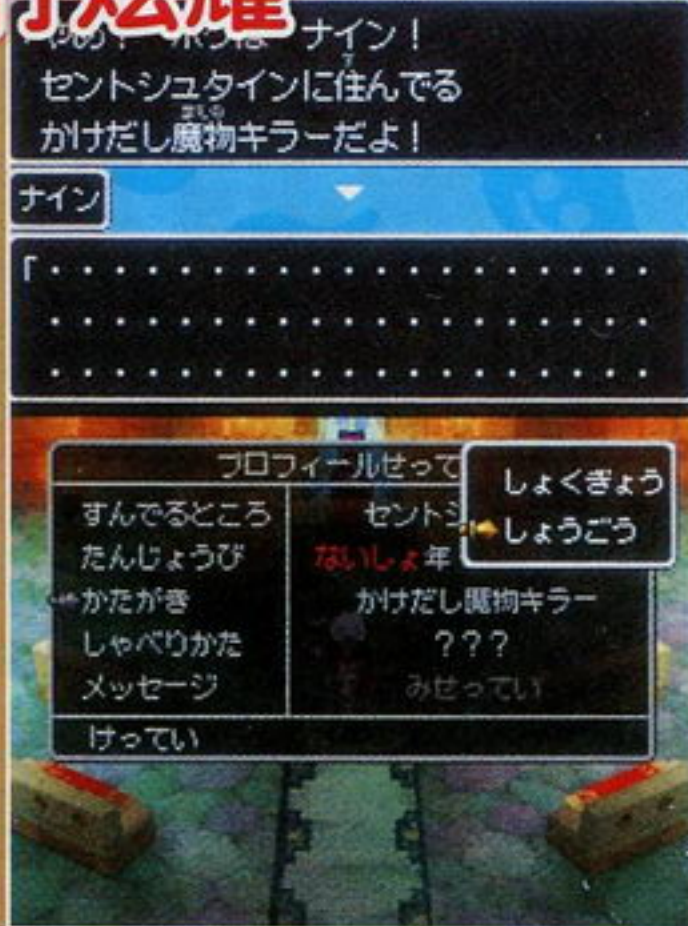 炫耀
ナイン！
セントシュタインに住んでる
かけだし魔物キラーだよ！
ナイン
「・・・・・・・・・・・・・・・・・・・
・・・・・・・・・・・・・・・・・・・
・・・・・・・・・・・・・・・・・・・
プロフィールせって
しょくぎょう
しょうごう
すんでるところ セントシ
たんじょうび ないしょ年
かたがき かけだし魔物キラー
しゃべりかた ？？？
メッセージ みせってい
けってい